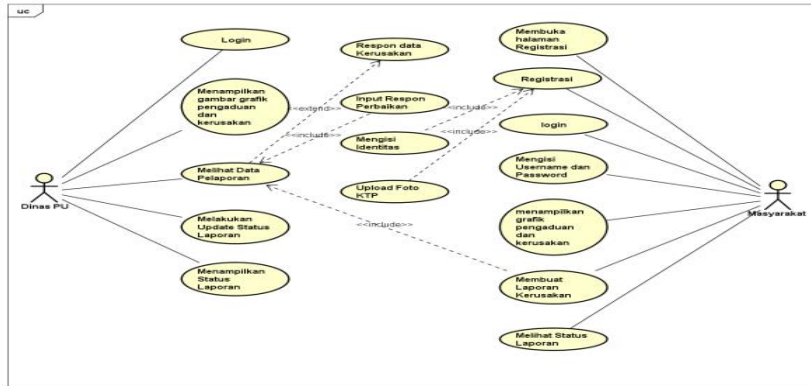 uc
Login
Menampilkan
gambar grafik
pengaduan
dan
kerusakan
Melihat Data
Pelaporan
Melakukan
Update Status
Laporan
Menampilkan
Status
Laporan
Dinas PU
Respon data
Kerusakan
Input Respon
Perbaikan
Mengisi
Identitas
Upload Foto
KTP
<<extend>>
<<include>>
<<include>>
<<include>>
<<include>>
Membuka
halaman
Registrasi
Registrasi
login
Mengisi
Username dan
Password
menampilkan
grafik
pengaduan
dan
kerusakan
Membuat
Laporan
Kerusakan
Melihat Status
Laporan
Masyarakat